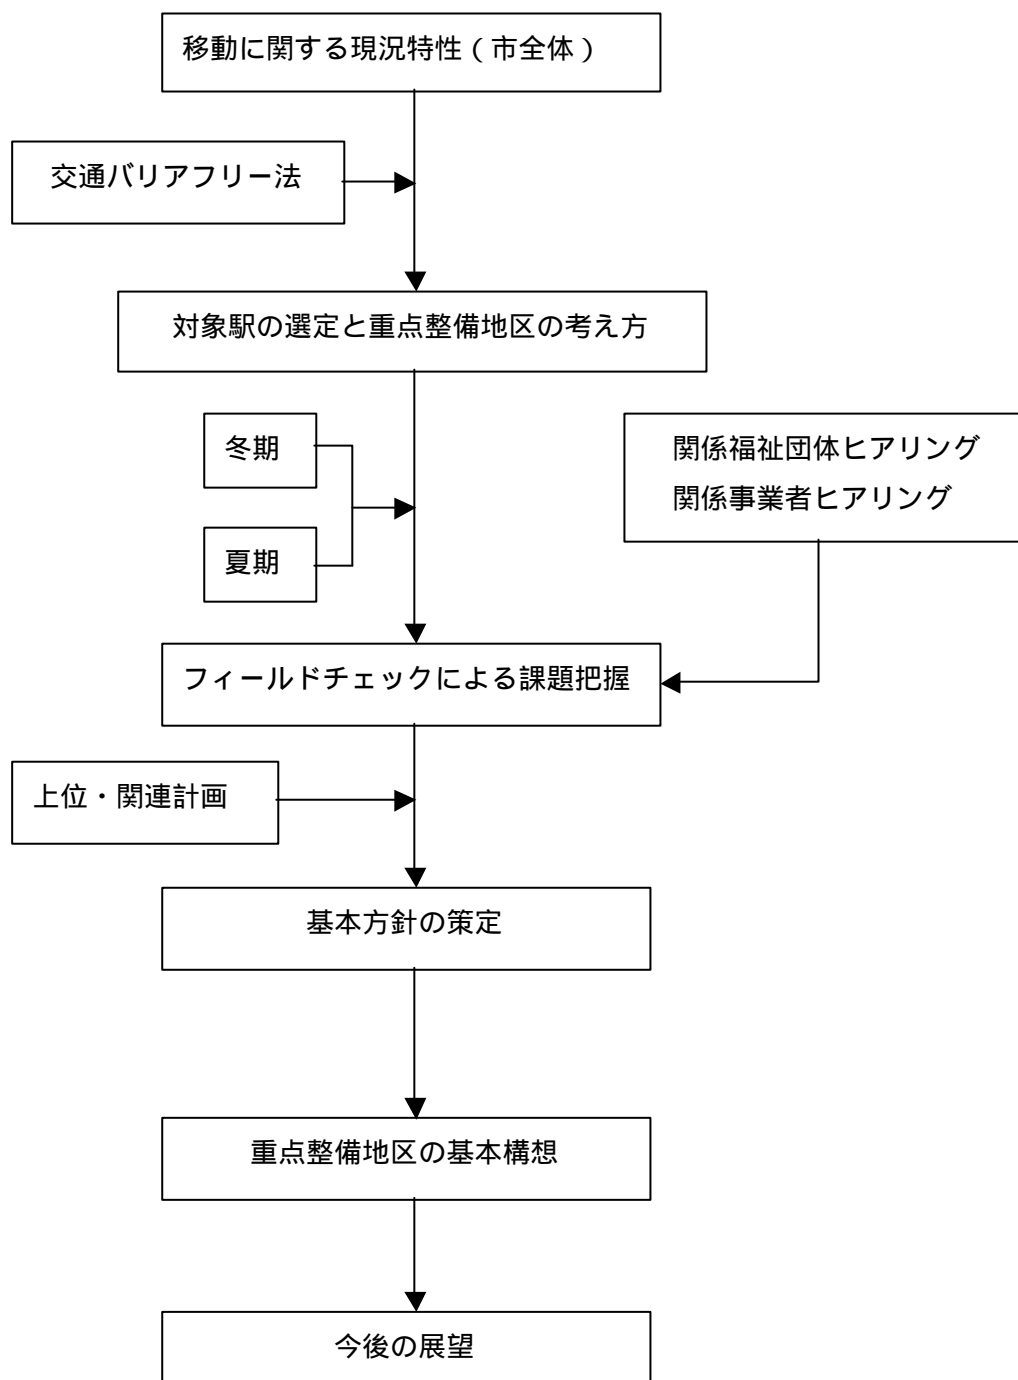 移動に関する現況特性（市全体）
交通バリアフリー法
対象駅の選定と重点整備地区の考え方
冬期
夏期
関係福祉団体ヒアリング
関係事業者ヒアリング
フィールドチェックによる課題把握
上位・関連計画
基本方針の策定
重点整備地区の基本構想
今後の展望